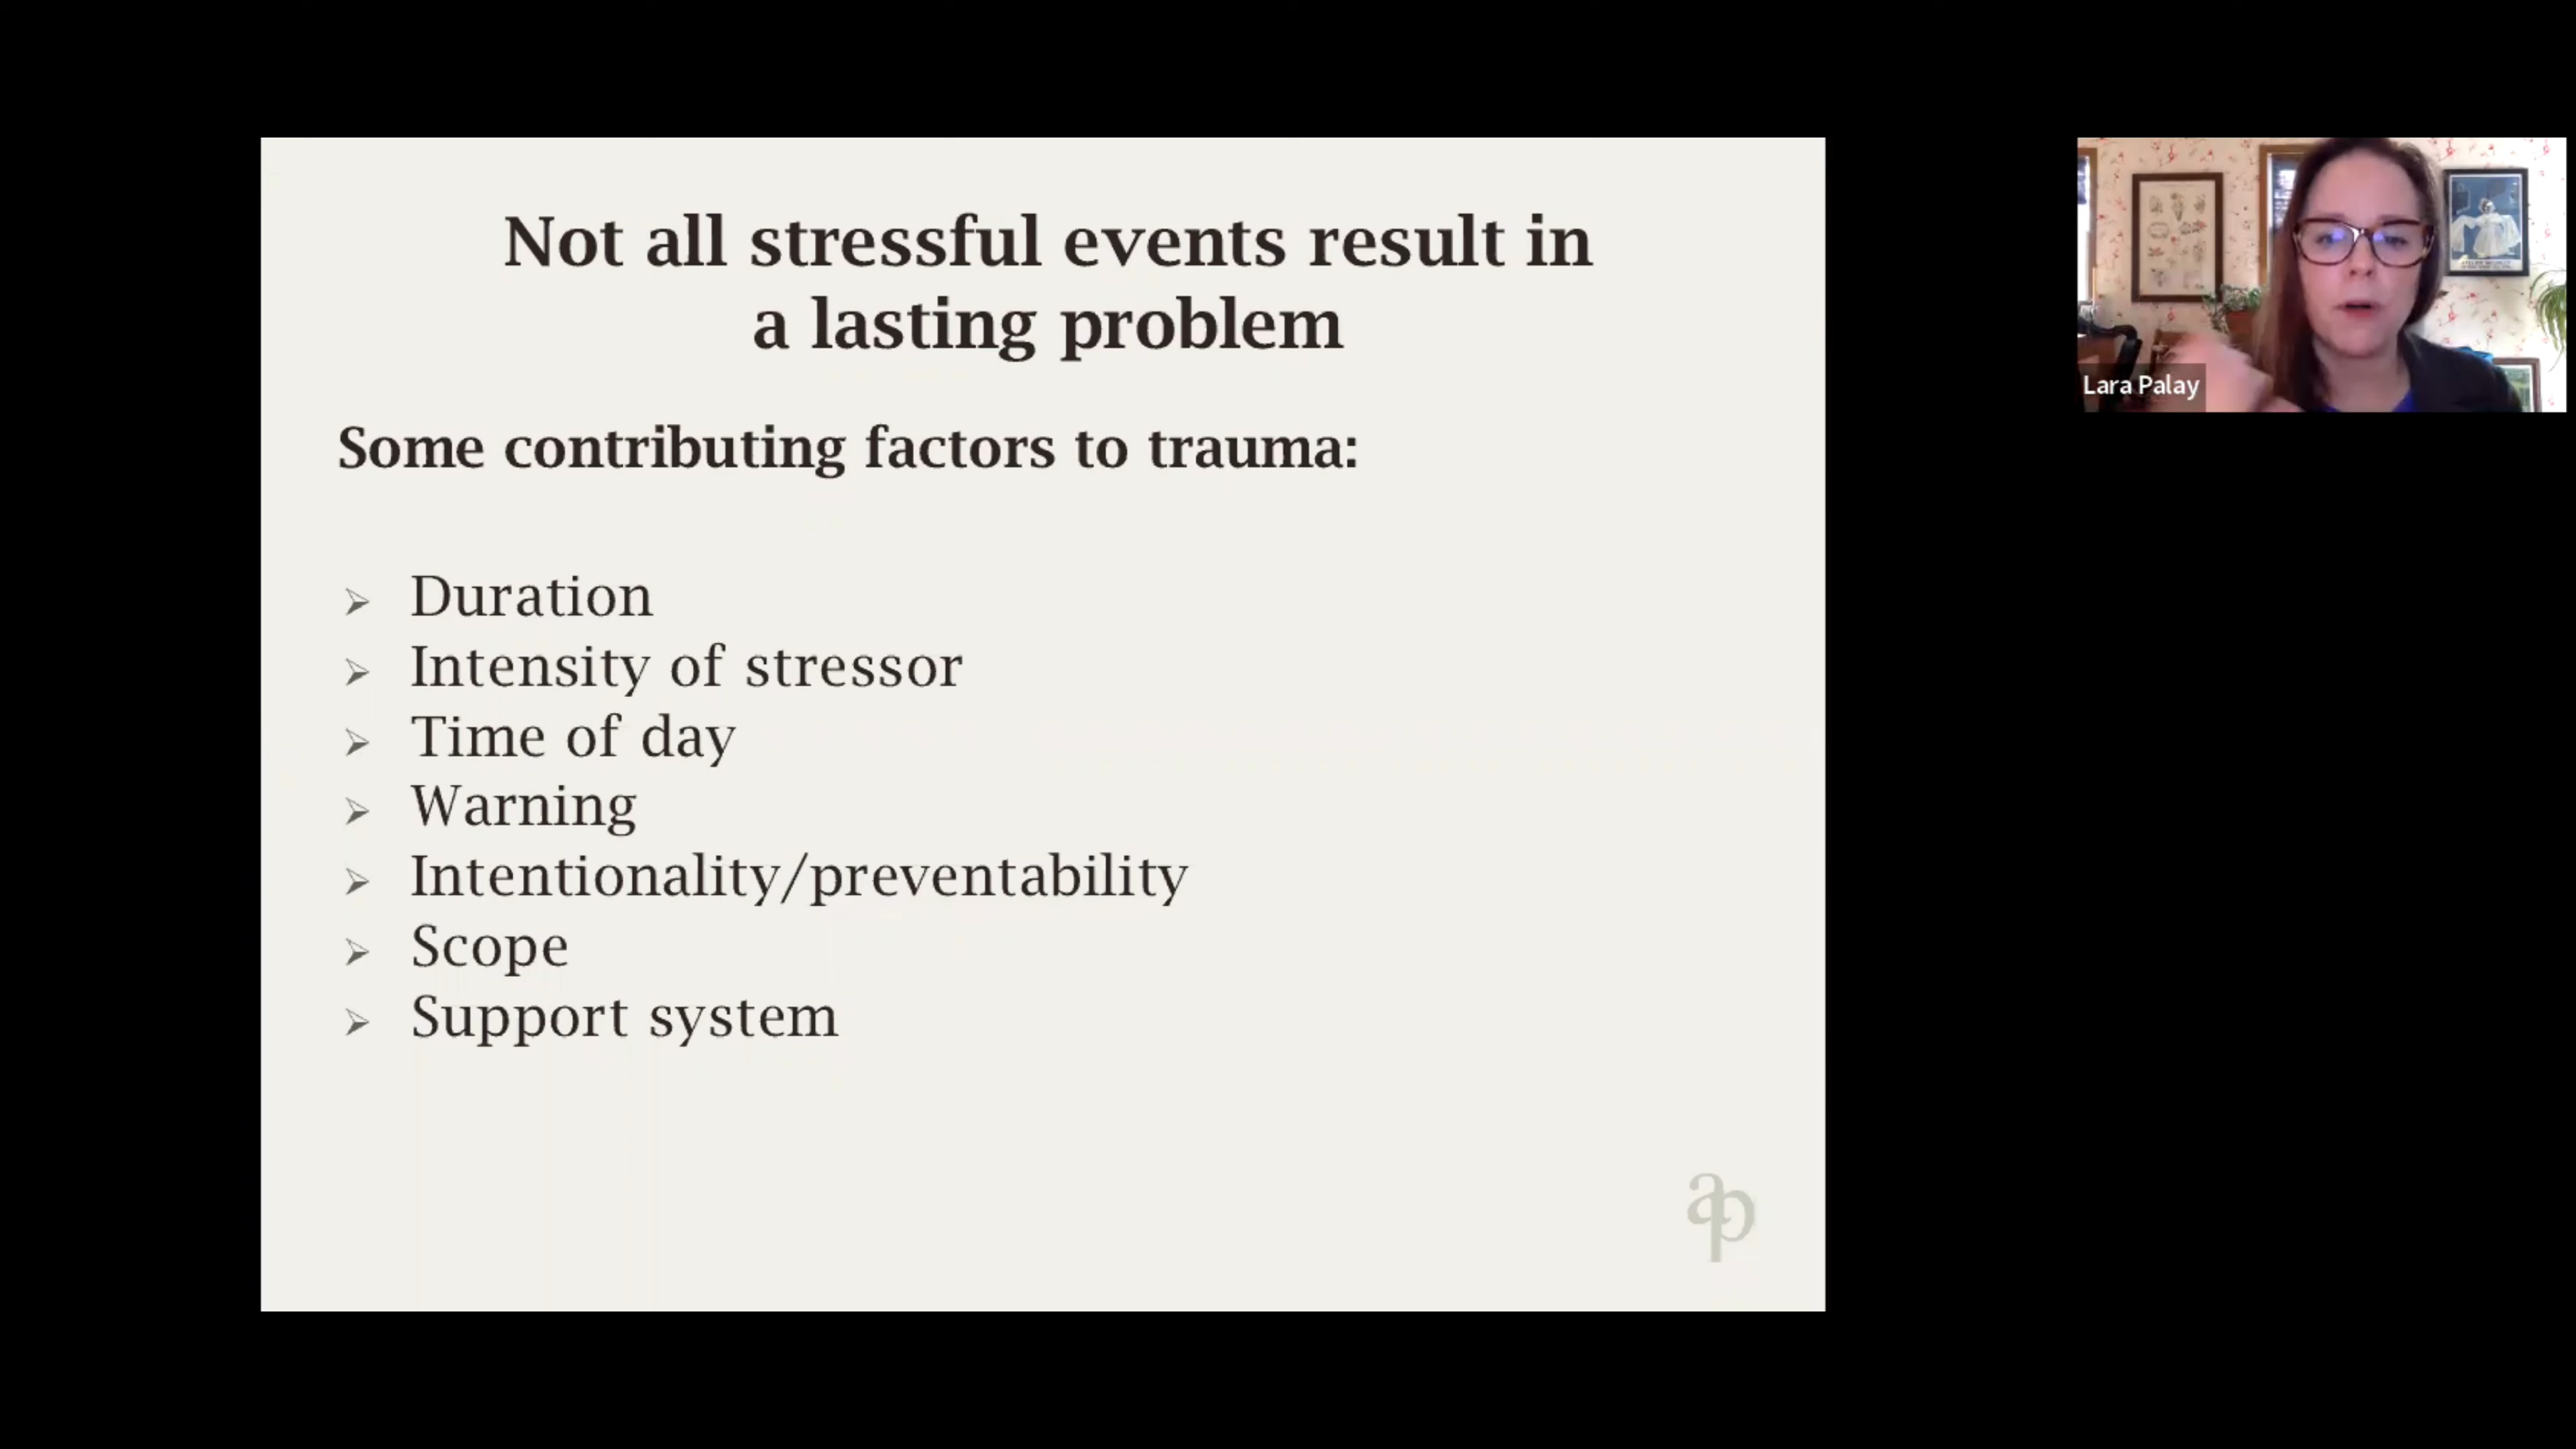 Not all stressful events result in
a lasting problem
Some contributing factors to trauma:
Duration
Intensity of stressor
Time of day
Warning
Intentionality/preventability
Scope
Support system
ap
Lara Palay